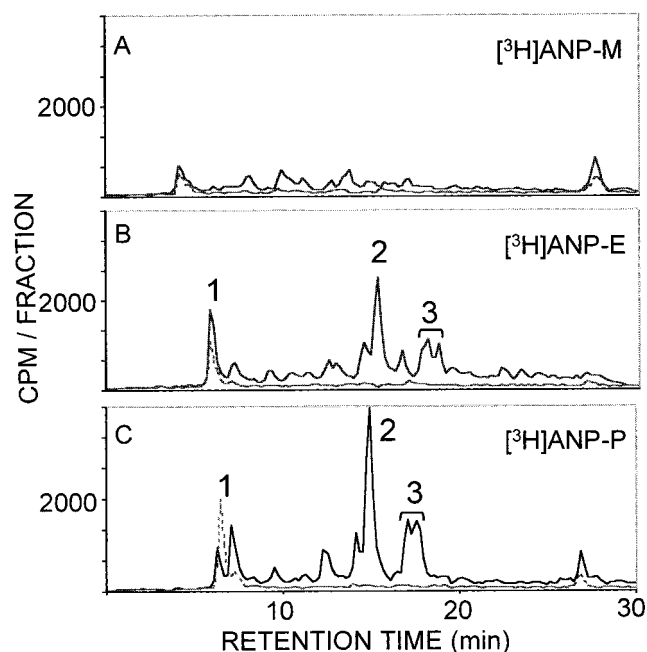 A
[³H]ANP-M
2000
B
[³H]ANP-E
1
2
3
2000
C
[³H]ANP-P
1
2
3
2000
10
20
30
RETENTION TIME (min)
CPM / FRACTION